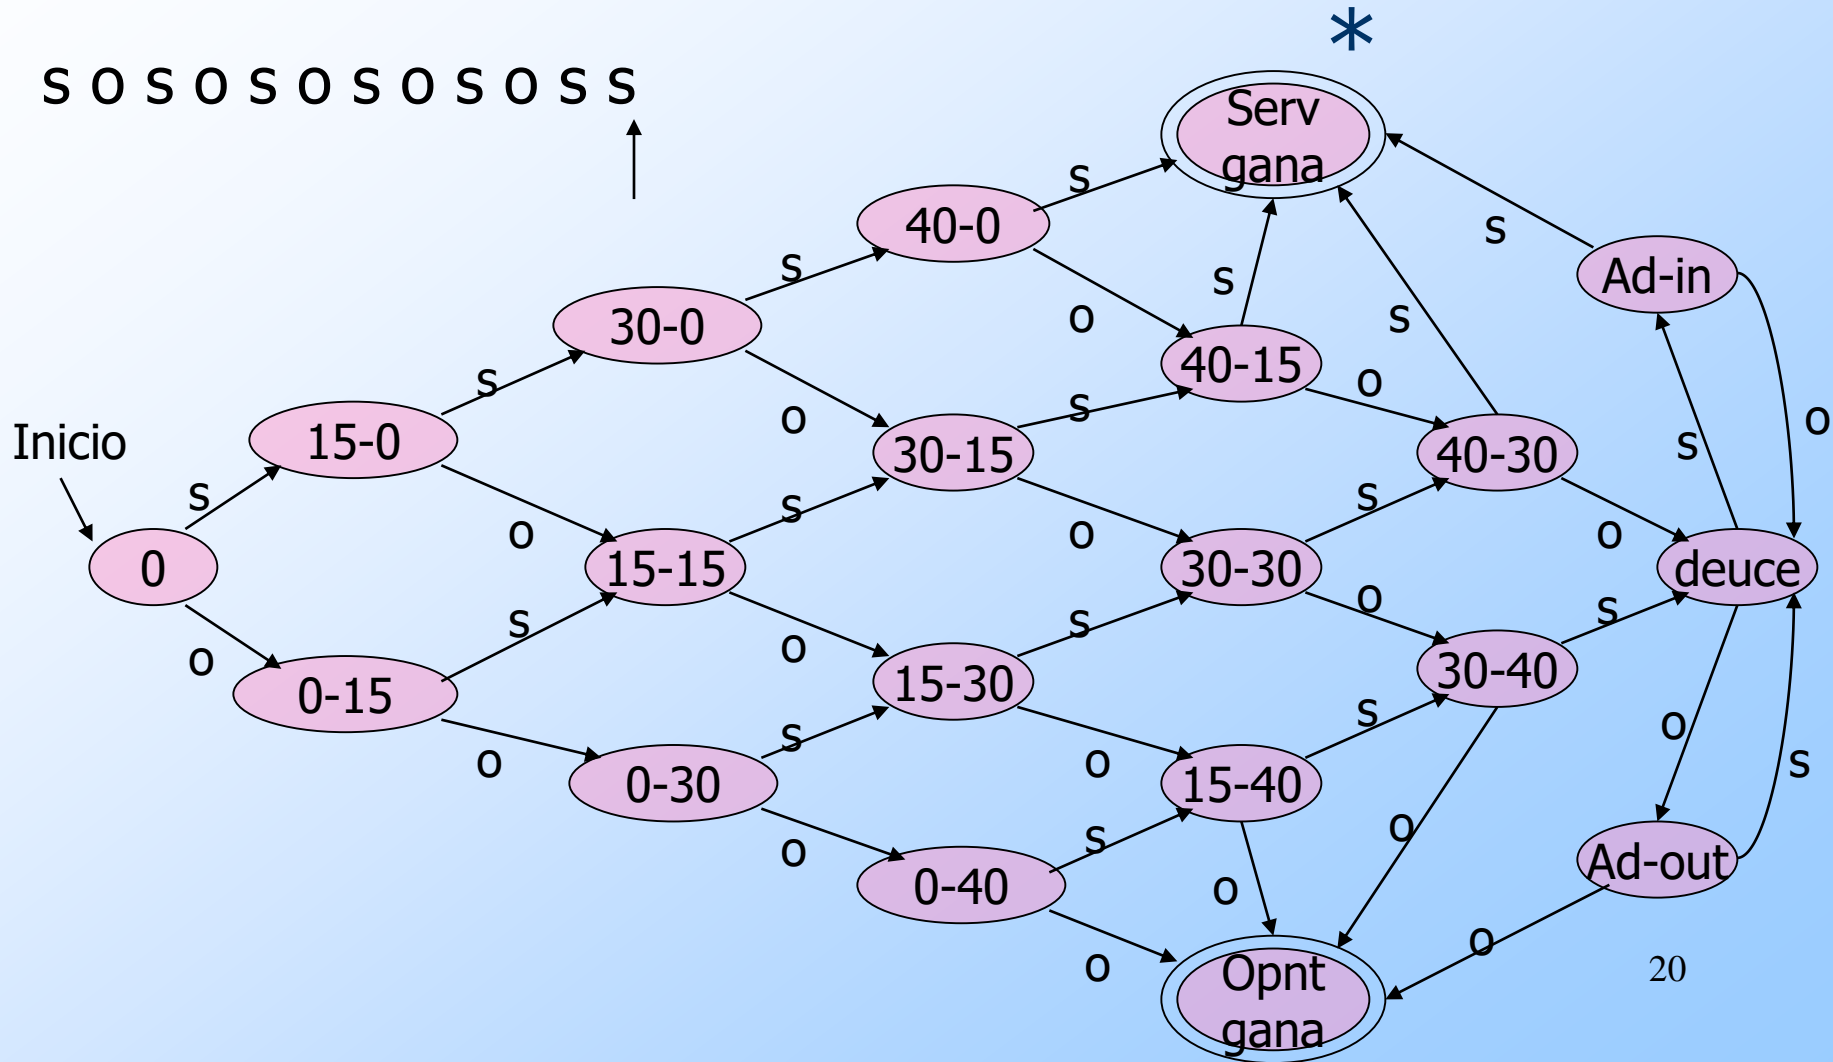 *
s o s o s o s o s o s s
Serv
gana
s
40-0
s
Ad-in
s
s
30-0
o
s
40-15
s
o
o
s
Inicio
15-0
o
30-15
s
40-30
s
s
o
s
o
s
o
0
15-15
30-30
deuce
s
o
s
o
s
o
0-15
15-30
30-40
o
s
s
o
s
0-30
o
15-40
o
s
o
0-40
o
Ad-out
o
o
o
Opnt
gana
20